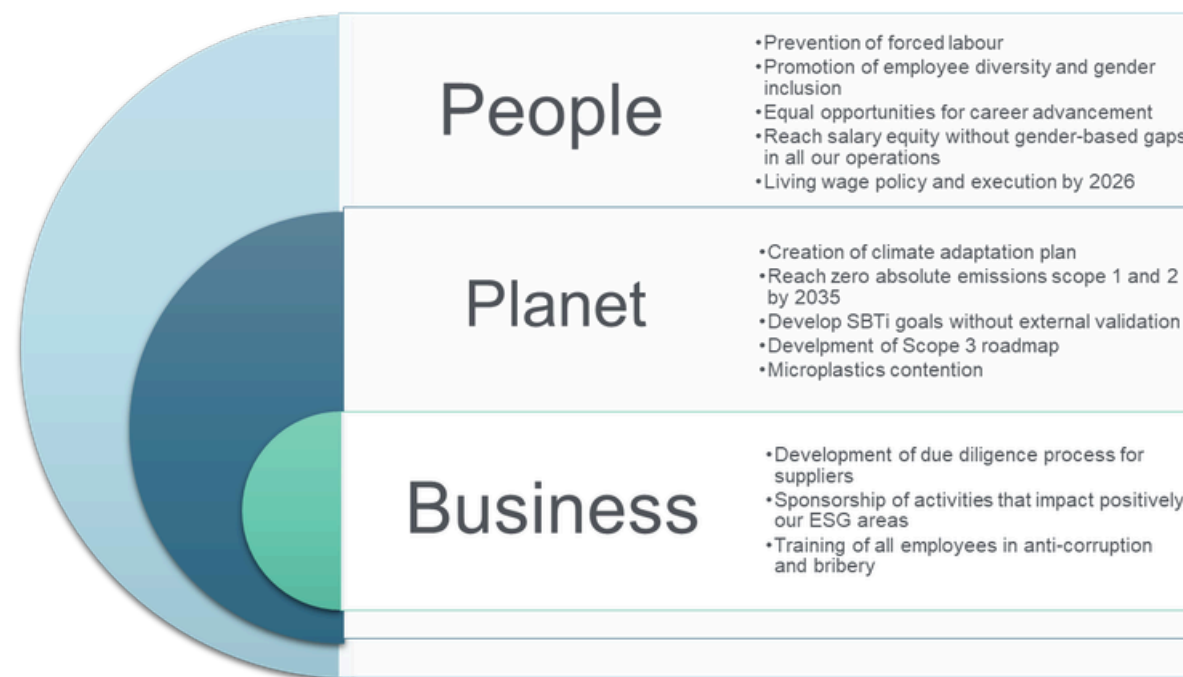 People
•Prevention of forced labour
•Promotion of employee diversity and gender
inclusion
•Equal opportunities for career advancement
•Reach salary equity without gender-based gaps
in all our operations
•Living wage policy and execution by 2026
Planet
•Creation of climate adaptation plan
•Reach zero absolute emissions scope 1 and 2
by 2035
•Develop SBTi goals without external validation
•Develpment of Scope 3 roadmap
•Microplastics contention
Business
•Development of due diligence process for
suppliers
•Sponsorship of activities that impact positively
our ESG areas
•Training of all employees in anti-corruption
and bribery